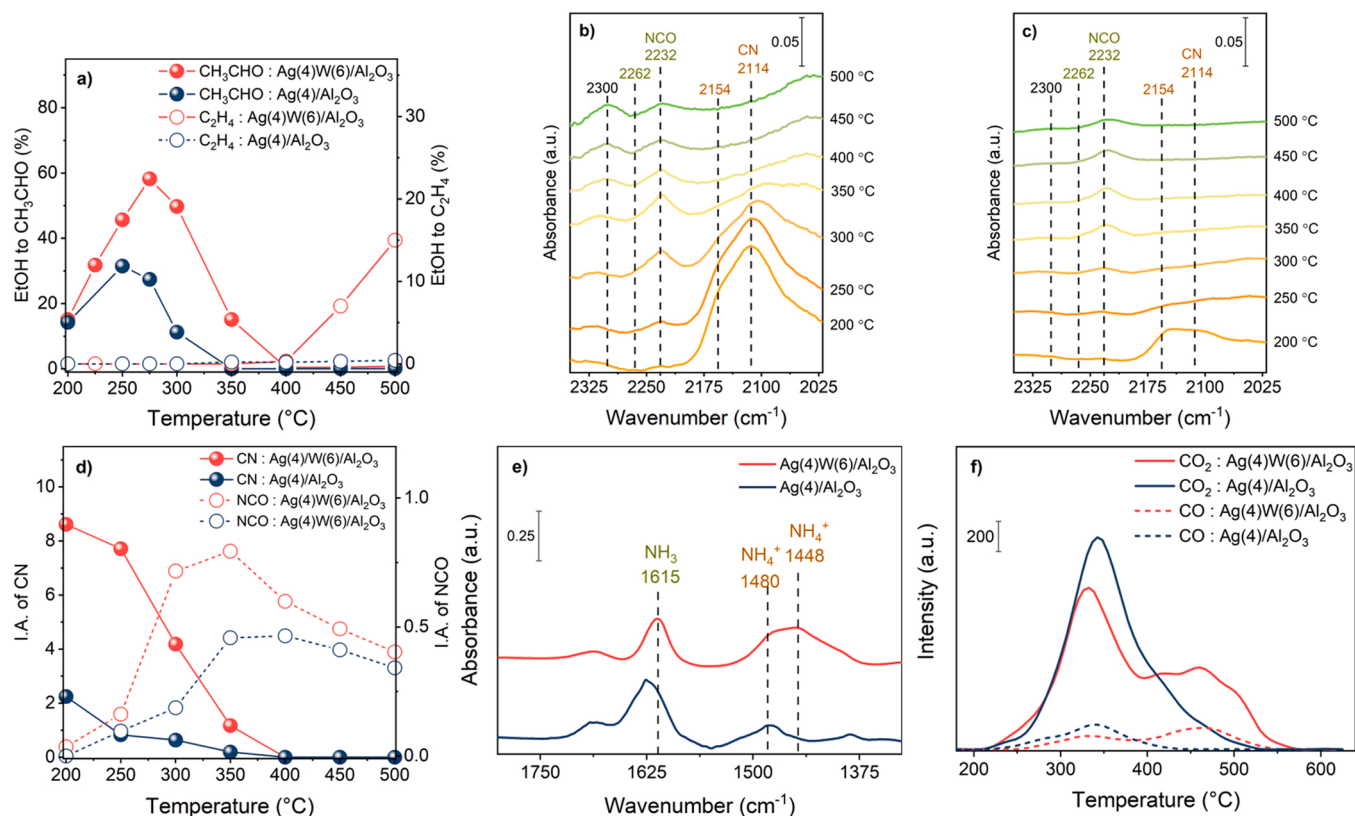 a)
CH₃CHO : Ag(4)W(6)/Al₂O₃
CH₃CHO : Ag(4)/Al₂O₃
C₂H₄ : Ag(4)W(6)/Al₂O₃
C₂H₄ : Ag(4)/Al₂O₃
EtOH to CH₃CHO (%)
0
20
40
60
80
EtOH to C₂H₄ (%)
0
10
20
30
200 250 300 350 400 450 500
Temperature (°C)
b)
0.05
NCO
2232
CN
2114
2300
2262
2154
500 °C
450 °C
400 °C
350 °C
300 °C
250 °C
200 °C
Absorbance (a.u.)
2325 2250 2175 2100 2025
Wavenumber (cm⁻¹)
c)
0.05
NCO
2232
CN
2114
2300
2262
2154
500 °C
450 °C
400 °C
350 °C
300 °C
250 °C
200 °C
Absorbance (a.u.)
2325 2250 2175 2100 2025
Wavenumber (cm⁻¹)
d)
CN : Ag(4)W(6)/Al₂O₃
CN : Ag(4)/Al₂O₃
NCO : Ag(4)W(6)/Al₂O₃
NCO : Ag(4)W(6)/Al₂O₃
I.A. of CN
0
2
4
6
8
10
I.A. of NCO
0.0
0.5
1.0
200 250 300 350 400 450 500
Temperature (°C)
e)
Ag(4)W(6)/Al₂O₃
Ag(4)/Al₂O₃
0.25
NH₃
1615
NH₄⁺
1480
NH₄⁺
1448
Absorbance (a.u.)
1750 1625 1500 1375
Wavenumber (cm⁻¹)
f)
CO₂ : Ag(4)W(6)/Al₂O₃
CO₂ : Ag(4)/Al₂O₃
CO : Ag(4)W(6)/Al₂O₃
CO : Ag(4)/Al₂O₃
200
Intensity (a.u.)
200 300 400 500 600
Temperature (°C)